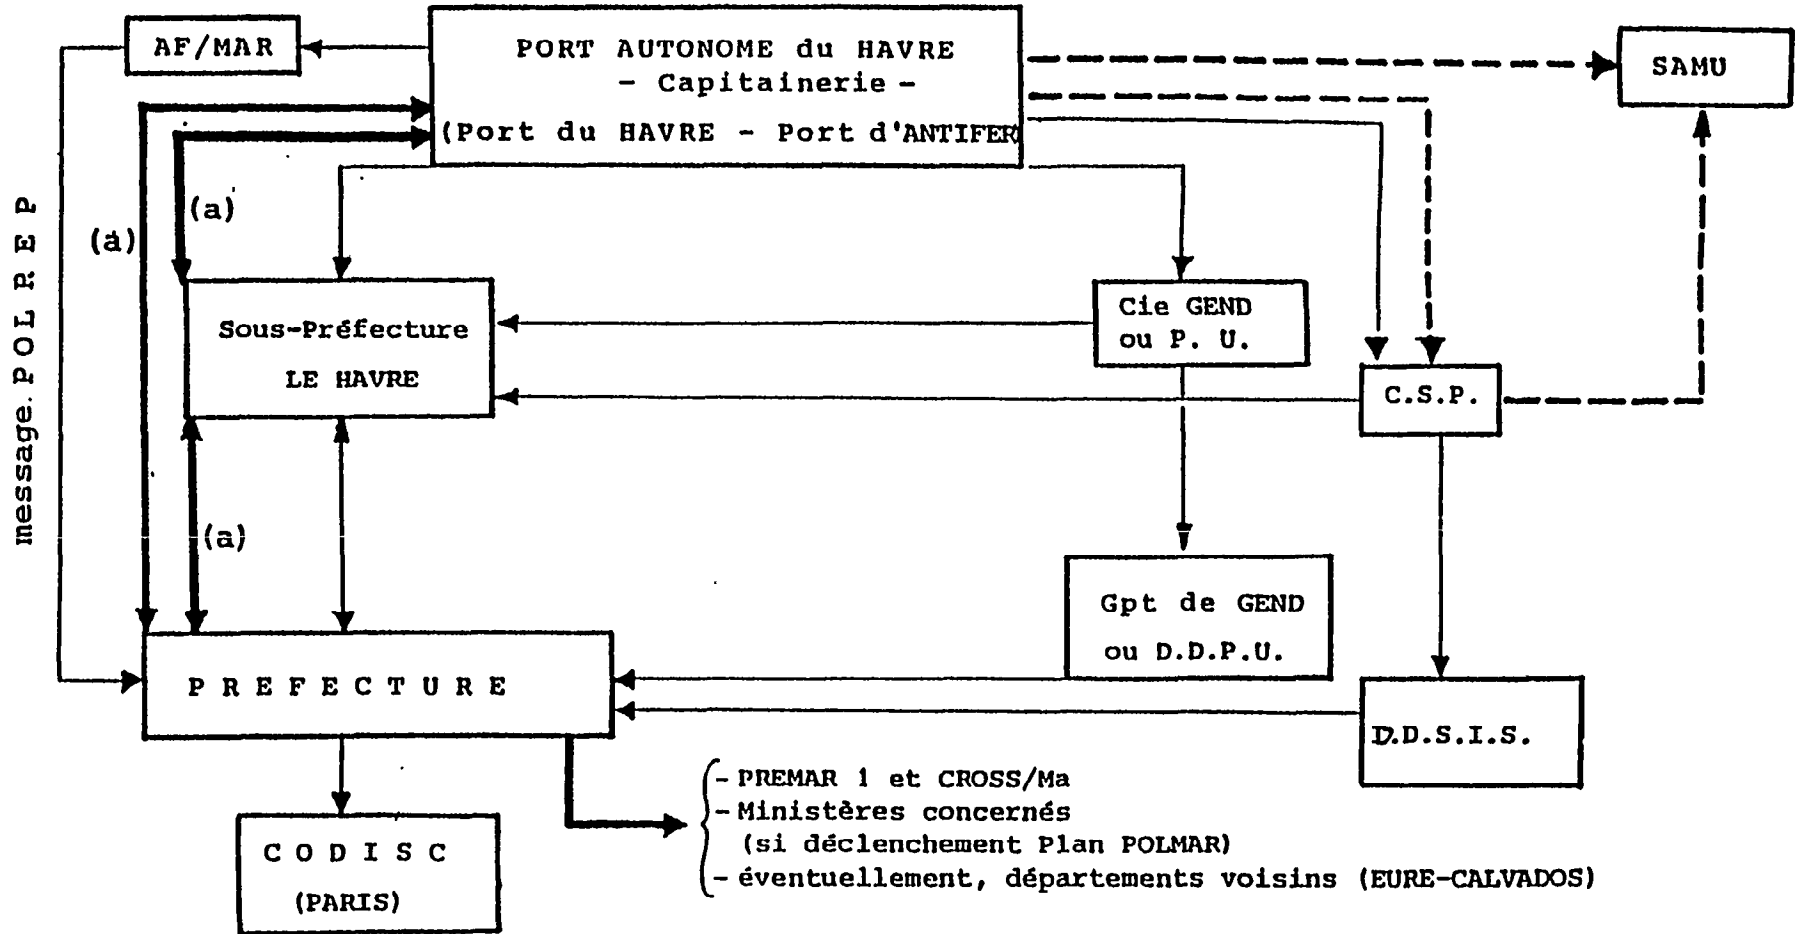 AF/MAR
PORT AUTONOME du HAVRE
- Capitainerie -
(Port du HAVRE - Port d'ANTIFER
SAMU
message.POLREP
(a)
(a)
Sous-Préfecture
LE HAVRE
Cie GEND
ou P. U.
C.S.P.
(a)
Gpt de GEND
ou D.D.P.U.
PREFECTURE
D.D.S.I.S.
- PREMAR 1 et CROSS/Ma
- Ministères concernés
(si déclenchement Plan POLMAR)
- éventuellement, départements voisins (EURE-CALVADOS)
CODISC
(PARIS)